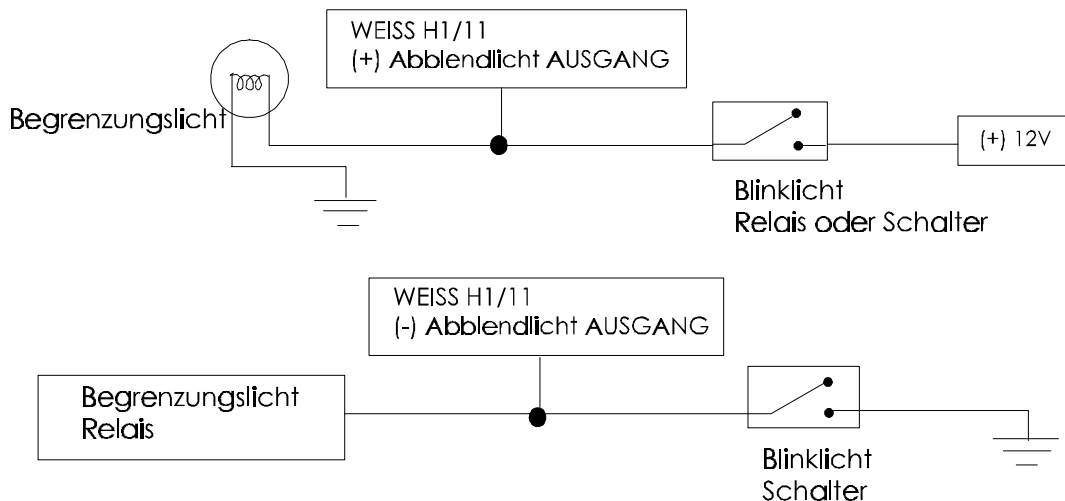 WEISS H1/11
(+) Abblendlicht AUSGANG
Begrenzungslicht
(+) 12V
Blinklicht
Relais oder Schalter
WEISS H1/11
(-) Abblendlicht AUSGANG
Begrenzungslicht
Relais
Blinklicht
Schalter